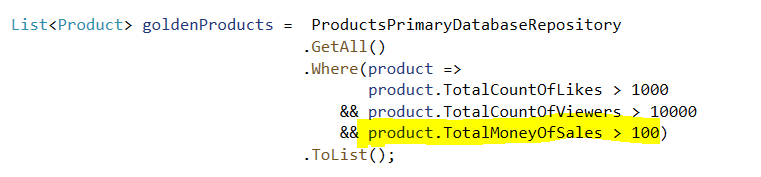 List<Product> goldenProducts = ProductsPrimaryDatabaseRepository
.GetAll()
.Where(product =>
product.TotalCountOfLikes > 1000
&& product.TotalCountOfViewers > 10000
&& product.TotalMoneyOfSales > 100)
.ToList();